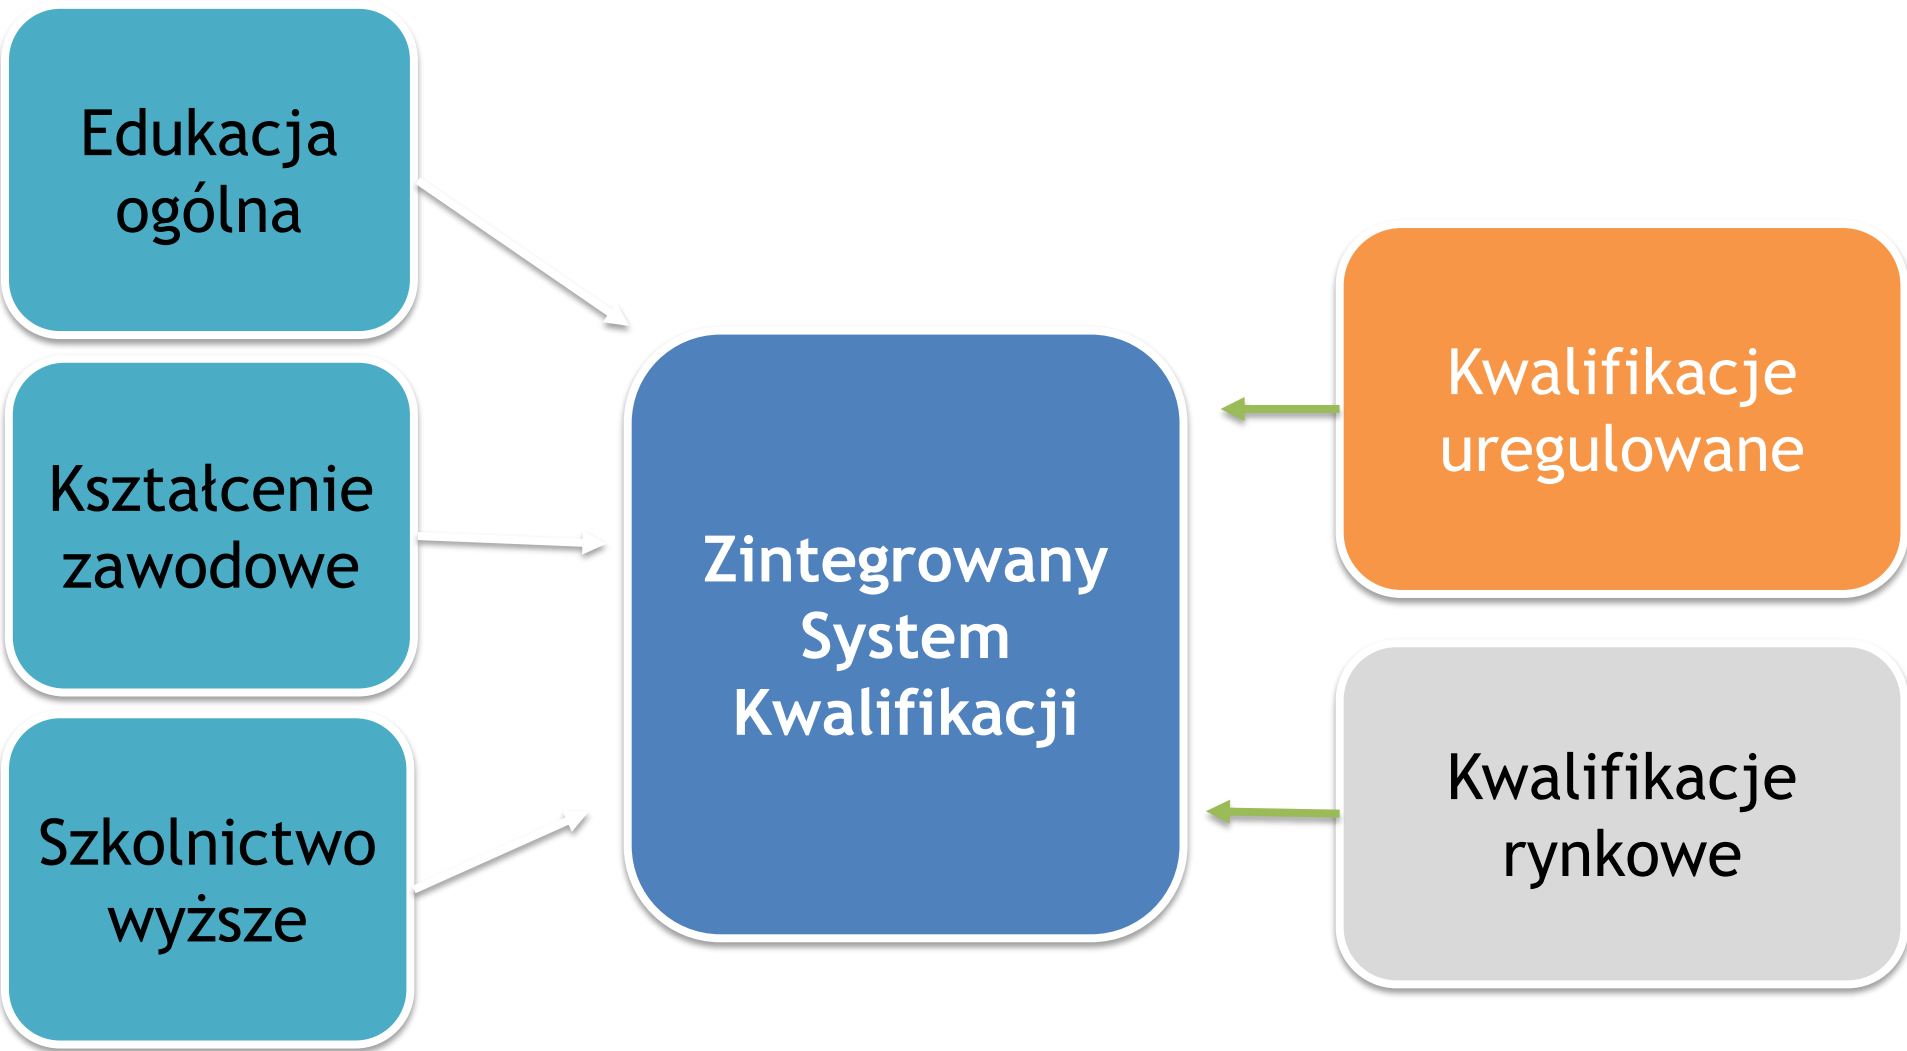 Edukacja
ogólna
Kształcenie
zawodowe
Szkolnictwo
wyższe
Zintegrowany
System
Kwalifikacji
Kwalifikacje
uregulowane
Kwalifikacje
rynkowe